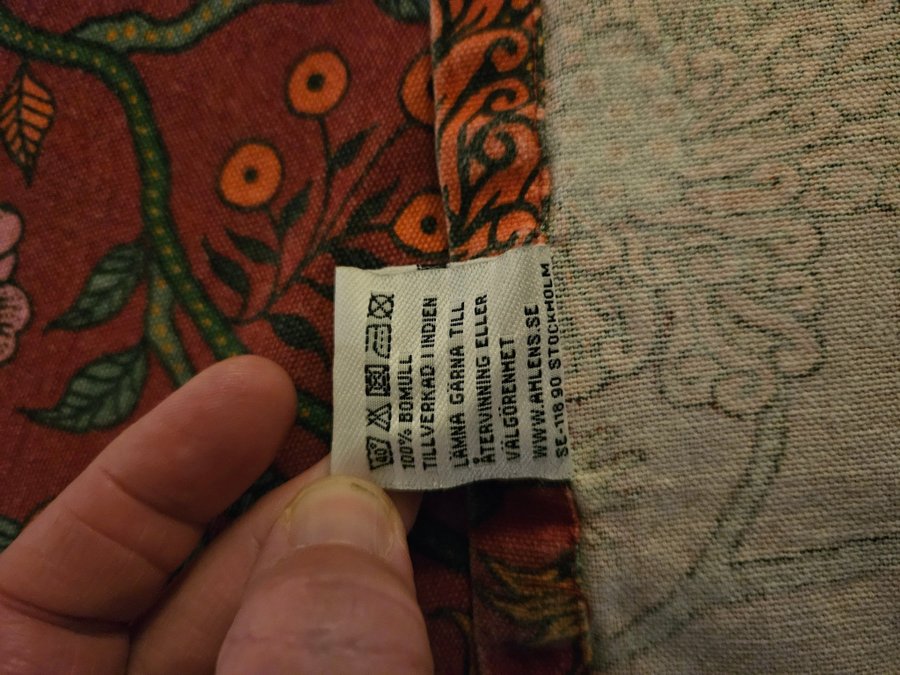 100% BOMULL
TILLVERKAD I INDIEN
LÄMNA GÄRNA TILL
ÅTERVINNING ELLER
VÄLGÖRENHET
WWW.AHLENS.SE
SE-118 90 STOCKHOLM